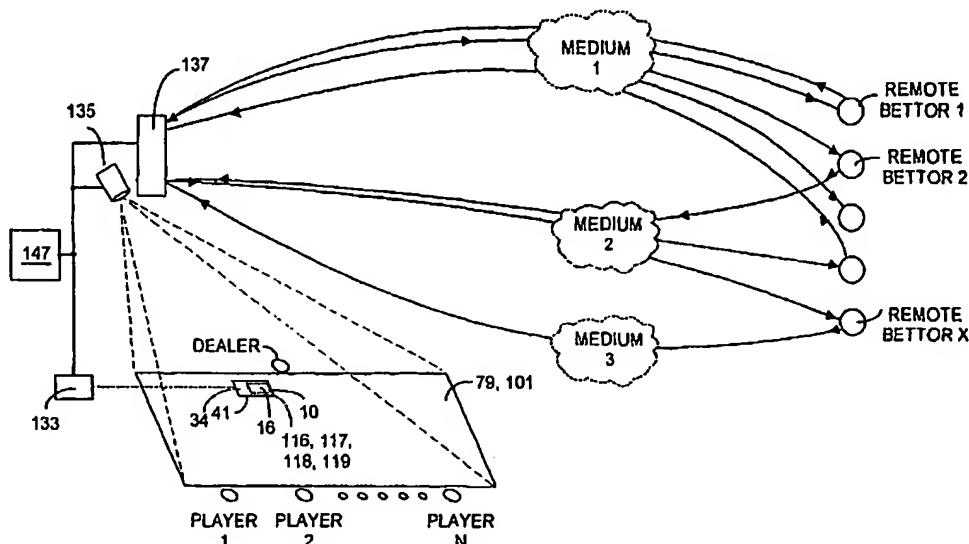 137
135
147
133
MEDIUM
1
MEDIUM
2
MEDIUM
3
REMOTE
BETTOR 1
REMOTE
BETTOR 2
REMOTE
BETTOR X
DEALER
79, 101
34
41
16
10
116, 117,
118, 119
PLAYER
1
PLAYER
2
PLAYER
N